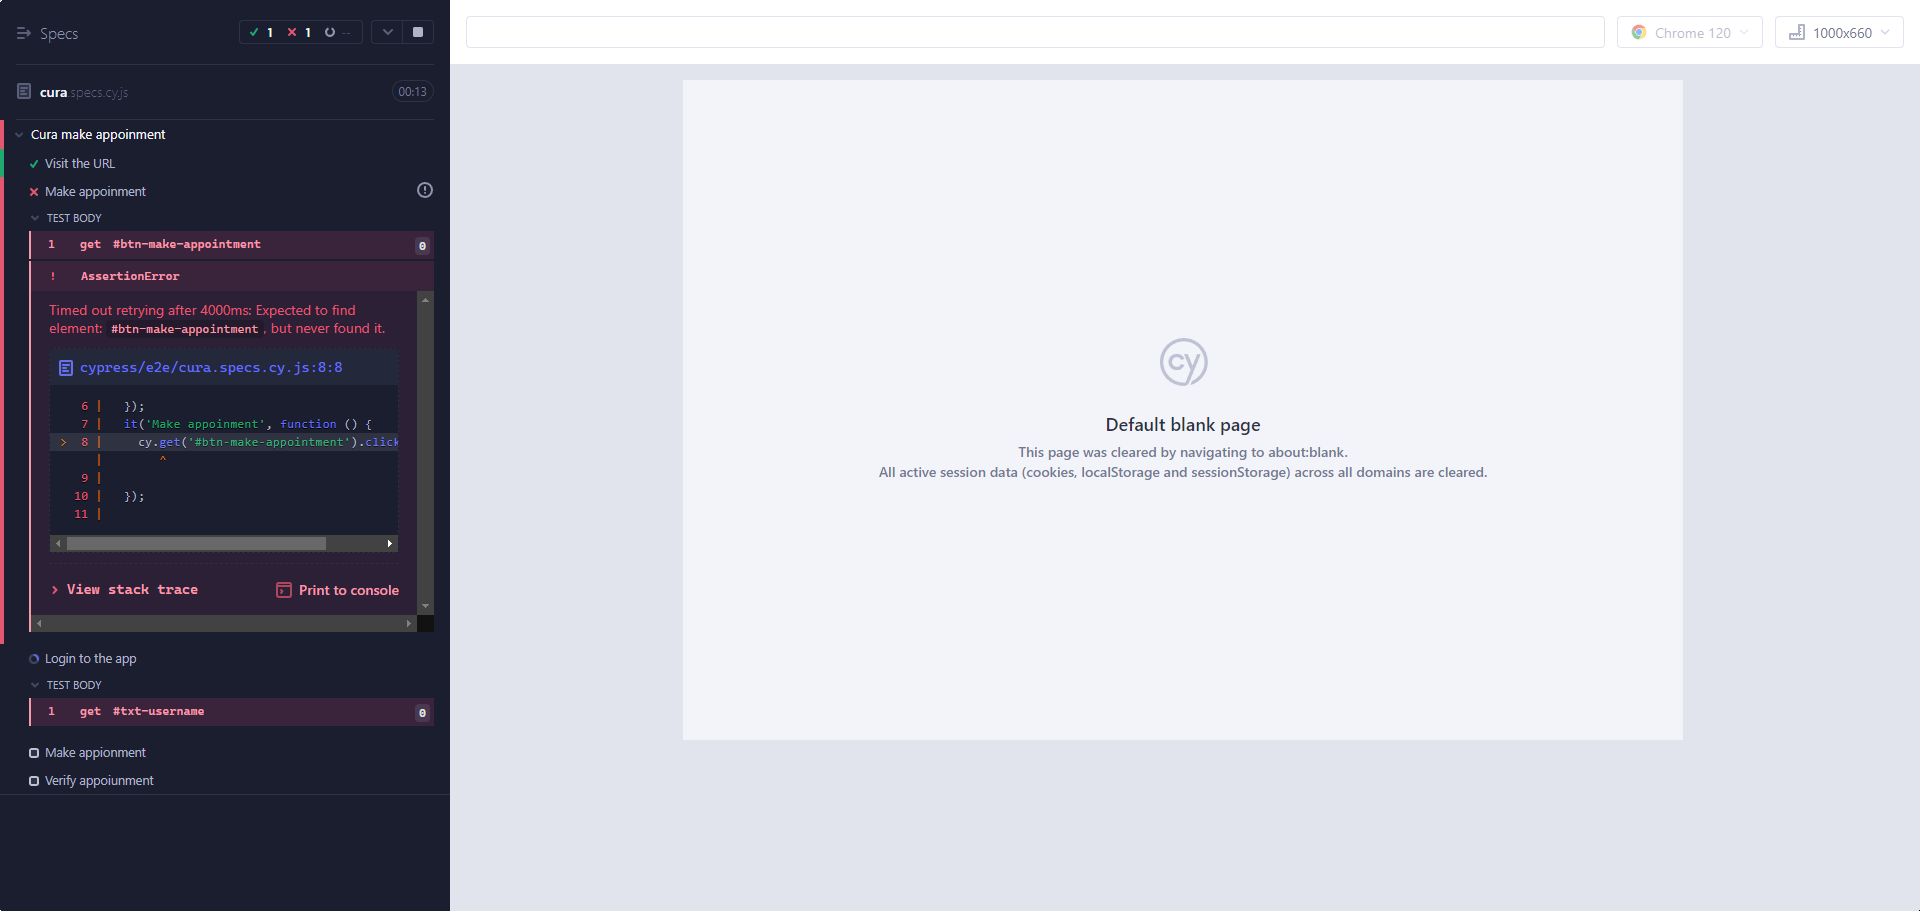 Specs
1 1 --
cura specs.cy.js
00:13
Cura make appoinment
Visit the URL
Make appoinment
TEST BODY
1 get #btn-make-appointment 0
! AssertionError
Timed out retrying after 4000ms: Expected to find
element: #btn-make-appointment, but never found it.
cypress/e2e/cura.specs.cy.js:8:8
6 | });
7 | it('Make appoinment', function () {
> 8 | cy.get('#btn-make-appointment').click
| ^
9 |
10 | });
11 |
> View stack trace
Print to console
Login to the app
TEST BODY
1 get #txt-username 0
Make appionment
Verify appoiunment
Chrome 120
1000x660
cy
Default blank page
This page was cleared by navigating to about:blank.
All active session data (cookies, localStorage and sessionStorage) across all domains are cleared.